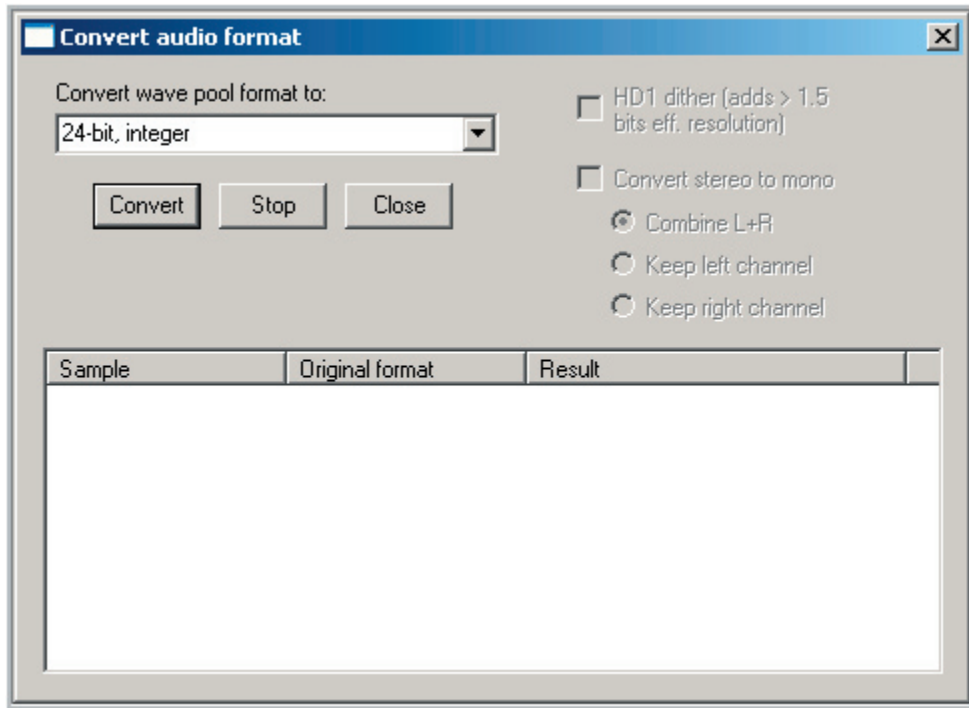 Convert audio format
Convert wave pool format to:
24-bit, integer
Convert
Stop
Close
HD1 dither (adds > 1.5
bits eff. resolution)
Convert stereo to mono
Combine L+R
Keep left channel
Keep right channel
Sample
Original format
Result